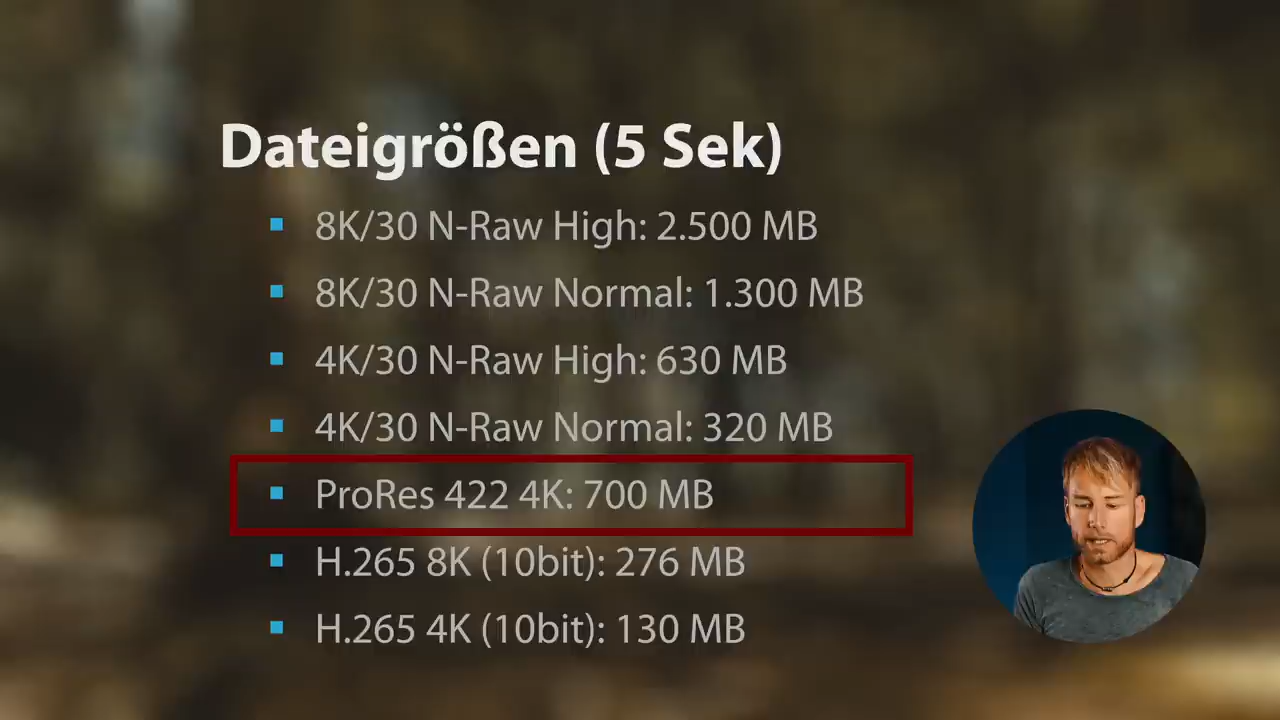 Dateigrößen (5 Sek)
8K/30 N-Raw High: 2.500 MB
8K/30 N-Raw Normal: 1.300 MB
4K/30 N-Raw High: 630 MB
4K/30 N-Raw Normal: 320 MB
ProRes 422 4K: 700 MB
H.265 8K (10bit): 276 MB
H.265 4K (10bit): 130 MB